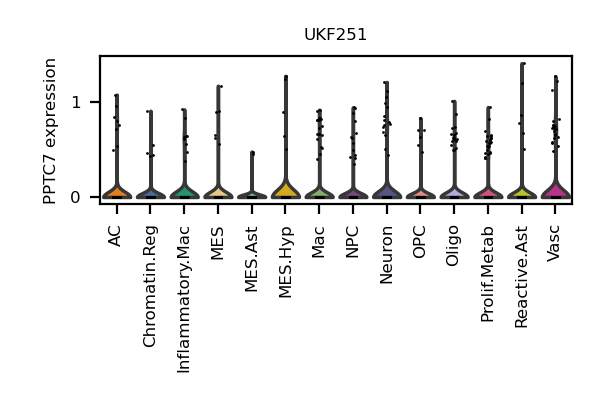 UKF251
PPTC7 expression
1
0
AC
Chromatin.Reg
Inflammatory.Mac
MES
MES.Ast
MES.Hyp
Mac
NPC
Neuron
OPC
Oligo
Prolif.Metab
Reactive.Ast
Vasc